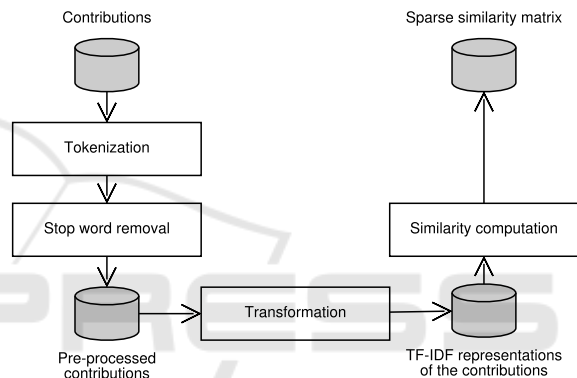 Contributions
Sparse similarity matrix
Tokenization
Stop word removal
Similarity computation
Transformation
Pre-processed
contributions
TF-IDF representations
of the contributions
PRESS